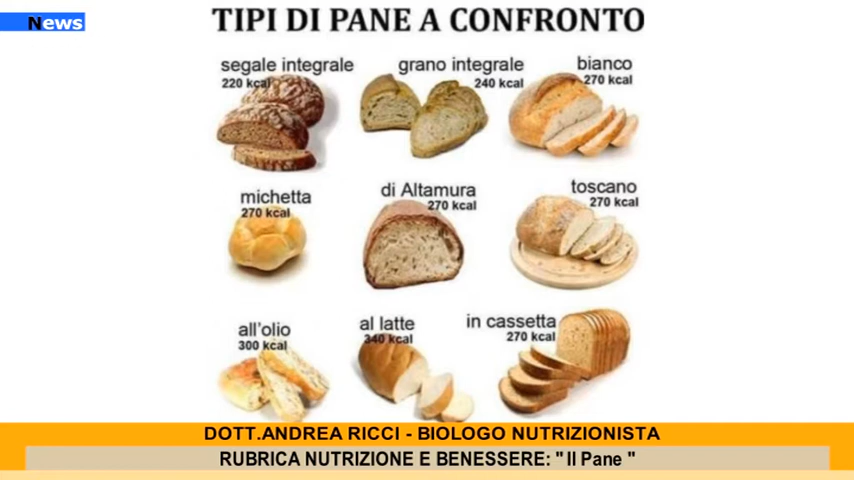 News
TIPI DI PANE A CONFRONTO
segale integrale
220 kcal
grano integrale
240 kcal
bianco
270 kcal
michetta
270 kcal
di Altamura
270 kcal
toscano
270 kcal
all'olio
300 kcal
al latte
340 kcal
in cassetta
270 kcal
DOTT.ANDREA RICCI - BIOLOGO NUTRIZIONISTA
RUBRICA NUTRIZIONE E BENESSERE: " Il Pane "